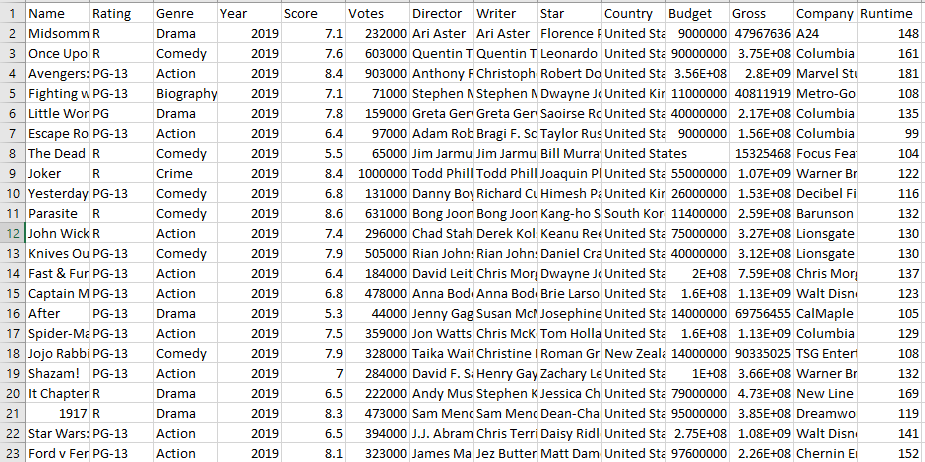 1 Name Rating Genre Year Score Votes Director Writer Star Country Budget Gross Company Runtime
2 Midsomm R Drama 2019 7.1 232000 Ari Aster Ari Aster Florence P United Sta 9000000 47967636 A24 148
3 Once Upo R Comedy 2019 7.6 603000 Quentin T Quentin T Leonardo United Sta 90000000 3.75E+08 Columbia 161
4 Avengers: PG-13 Action 2019 8.4 903000 Anthony F Christoph Robert Do United Sta 3.56E+08 2.8E+09 Marvel Stu 181
5 Fighting w PG-13 Biography 2019 7.1 71000 Stephen M Stephen M Dwayne Jo United Kin 11000000 40811919 Metro-Go 108
6 Little Wor PG Drama 2019 7.8 159000 Greta Gerv Greta Gerv Saoirse Ro United Sta 40000000 2.17E+08 Columbia 135
7 Escape Ro PG-13 Action 2019 6.4 97000 Adam Rob Bragi F. Sc Taylor Rus United Sta 9000000 1.56E+08 Columbia 99
8 The Dead R Comedy 2019 5.5 65000 Jim Jarmu Jim Jarmu Bill Murra United States 15325468 Focus Fea 104
9 Joker R Crime 2019 8.4 1000000 Todd Phill Todd Phill Joaquin P United Sta 55000000 1.07E+09 Warner Br 122
10 Yesterday PG-13 Comedy 2019 6.8 131000 Danny Boy Richard Cu Himesh Pa United Kin 26000000 1.53E+08 Decibel Fi 116
11 Parasite R Comedy 2019 8.6 631000 Bong Joon Bong Joon Kang-ho S South Kor 11400000 2.59E+08 Barunson 132
12 John Wick R Action 2019 7.4 296000 Chad Stah Derek Kol Keanu Ree United Sta 75000000 3.27E+08 Lionsgate 130
13 Knives Ou PG-13 Comedy 2019 7.9 505000 Rian Johns Rian Johns Daniel Cra United Sta 40000000 3.12E+08 Lionsgate 130
14 Fast & Fur PG-13 Action 2019 6.4 184000 David Leit Chris Morg Dwayne Jo United Sta 2E+08 7.59E+08 Chris Morg 137
15 Captain M PG-13 Action 2019 6.8 478000 Anna Bode Anna Bode Brie Larso United Sta 1.6E+08 1.13E+09 Walt Disn 123
16 After PG-13 Drama 2019 5.3 44000 Jenny Gag Susan McM Josephine United Sta 14000000 69756455 CalMaple 105
17 Spider-Ma PG-13 Action 2019 7.5 359000 Jon Watts Chris McK Tom Holla United Sta 1.6E+08 1.13E+09 Columbia 129
18 Jojo Rabbi PG-13 Comedy 2019 7.9 328000 Taika Wait Christine L Roman Gr New Zeala 14000000 90335025 TSG Entert 108
19 Shazam! PG-13 Action 2019 7 284000 David F. Sa Henry Gay Zachary Le United Sta 1E+08 3.66E+08 Warner Br 132
20 It Chapter R Drama 2019 6.5 222000 Andy Mus Stephen K Jessica Ch United Sta 79000000 4.73E+08 New Line 169
21 1917 R Drama 2019 8.3 473000 Sam Mend Sam Mend Dean-Cha United Sta 95000000 3.85E+08 Dreamwo 119
22 Star Wars: PG-13 Action 2019 6.5 394000 J.J. Abram Chris Terri Daisy Ridl United Sta 2.75E+08 1.08E+09 Walt Disn 141
23 Ford v Fer PG-13 Action 2019 8.1 323000 James Ma Jez Butter Matt Dam United Sta 97600000 2.26E+08 Chernin E 152